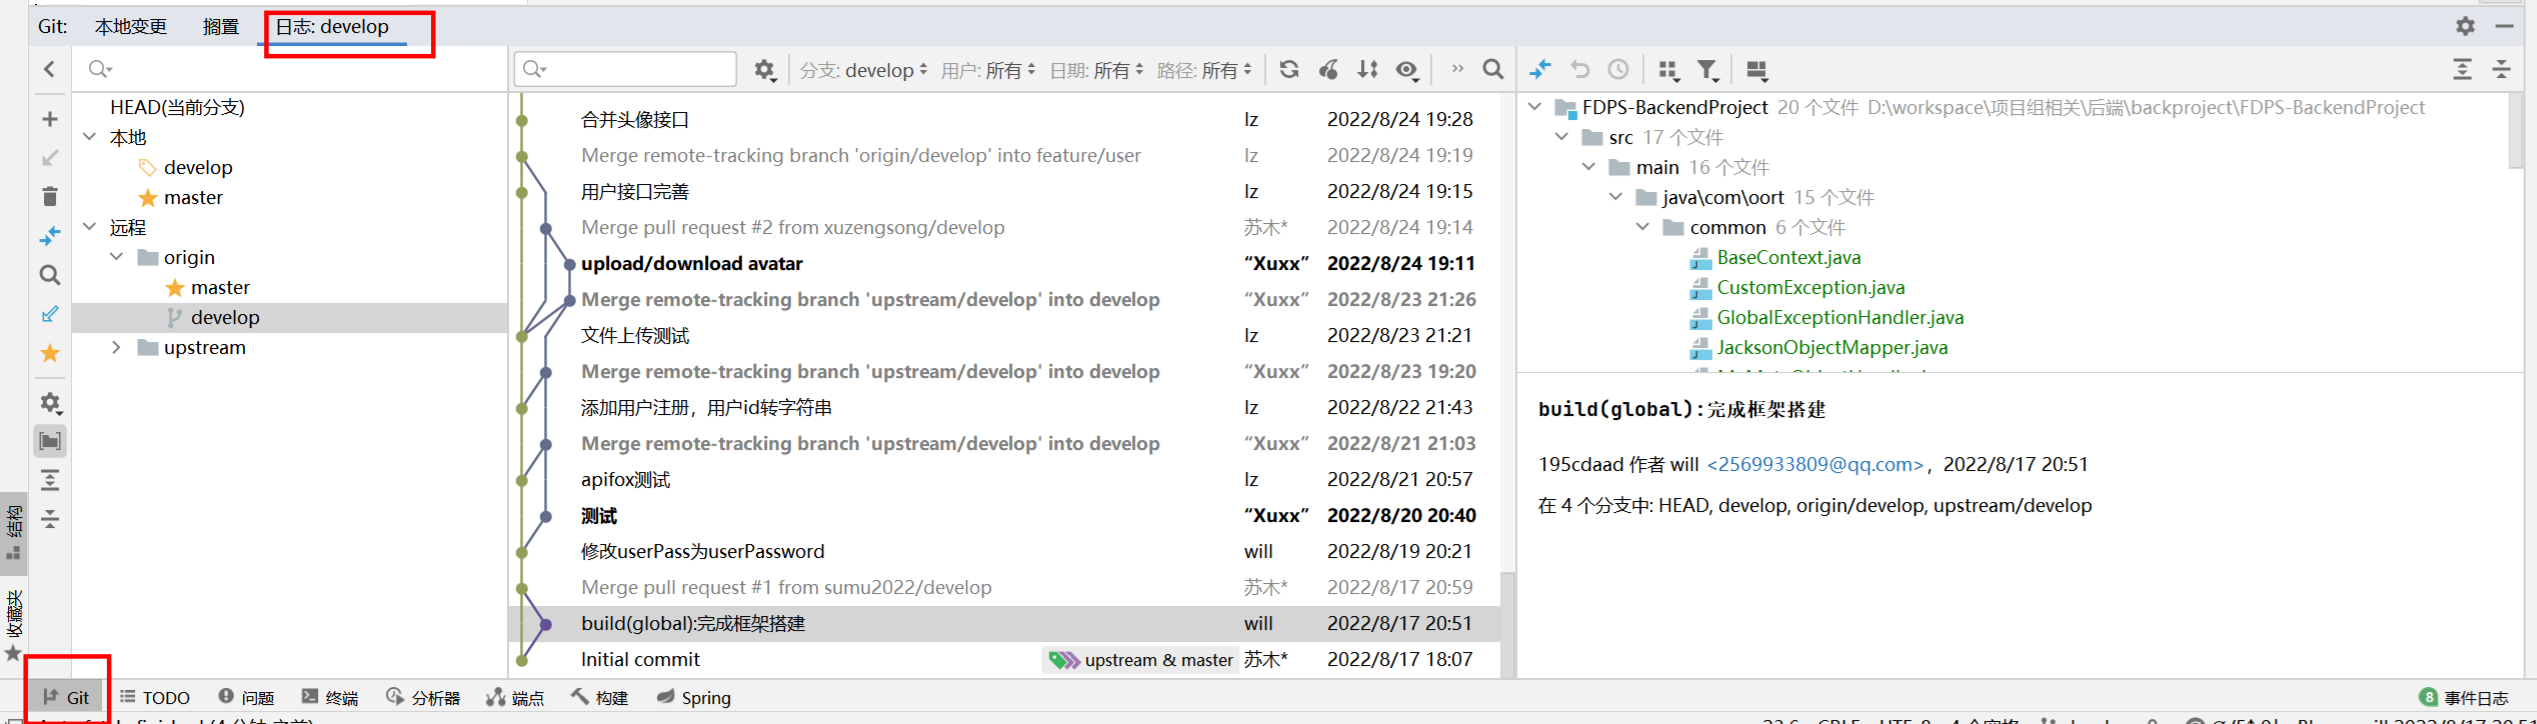 Git: 本地变更 搁置 日志: develop
分支: develop 用户: 所有 日期: 所有 路径: 所有
HEAD(当前分支)
本地
develop
master
远程
origin
master
develop
upstream
合并头像接口 lz 2022/8/24 19:28
Merge remote-tracking branch 'origin/develop' into feature/user lz 2022/8/24 19:19
用户接口完善 lz 2022/8/24 19:15
Merge pull request #2 from xuzengsong/develop 苏木* 2022/8/24 19:14
upload/download avatar “Xuxx” 2022/8/24 19:11
Merge remote-tracking branch 'upstream/develop' into develop “Xuxx” 2022/8/23 21:26
文件上传测试 lz 2022/8/23 21:21
Merge remote-tracking branch 'upstream/develop' into develop “Xuxx” 2022/8/23 19:20
添加用户注册，用户id转字符串 lz 2022/8/22 21:43
Merge remote-tracking branch 'upstream/develop' into develop “Xuxx” 2022/8/21 21:03
apifox测试 lz 2022/8/21 20:57
测试 “Xuxx” 2022/8/20 20:40
修改userPass为userPassword will 2022/8/19 20:21
Merge pull request #1 from sumu2022/develop 苏木* 2022/8/17 20:59
build(global):完成框架搭建 will 2022/8/17 20:51
Initial commit upstream & master 苏木* 2022/8/17 18:07
FDPS-BackendProject 20 个文件 D:\workspace\项目组相关\后端\backproject\FDPS-BackendProject
src 17 个文件
main 16 个文件
java\com\oort 15 个文件
common 6 个文件
BaseContext.java
CustomException.java
GlobalExceptionHandler.java
JacksonObjectMapper.java
build(global):完成框架搭建
195cdaad 作者 will <2569933809@qq.com>，2022/8/17 20:51
在 4 个分支中: HEAD, develop, origin/develop, upstream/develop
结构
收藏夹
Git TODO 问题 终端 分析器 端点 构建 Spring 8 事件日志